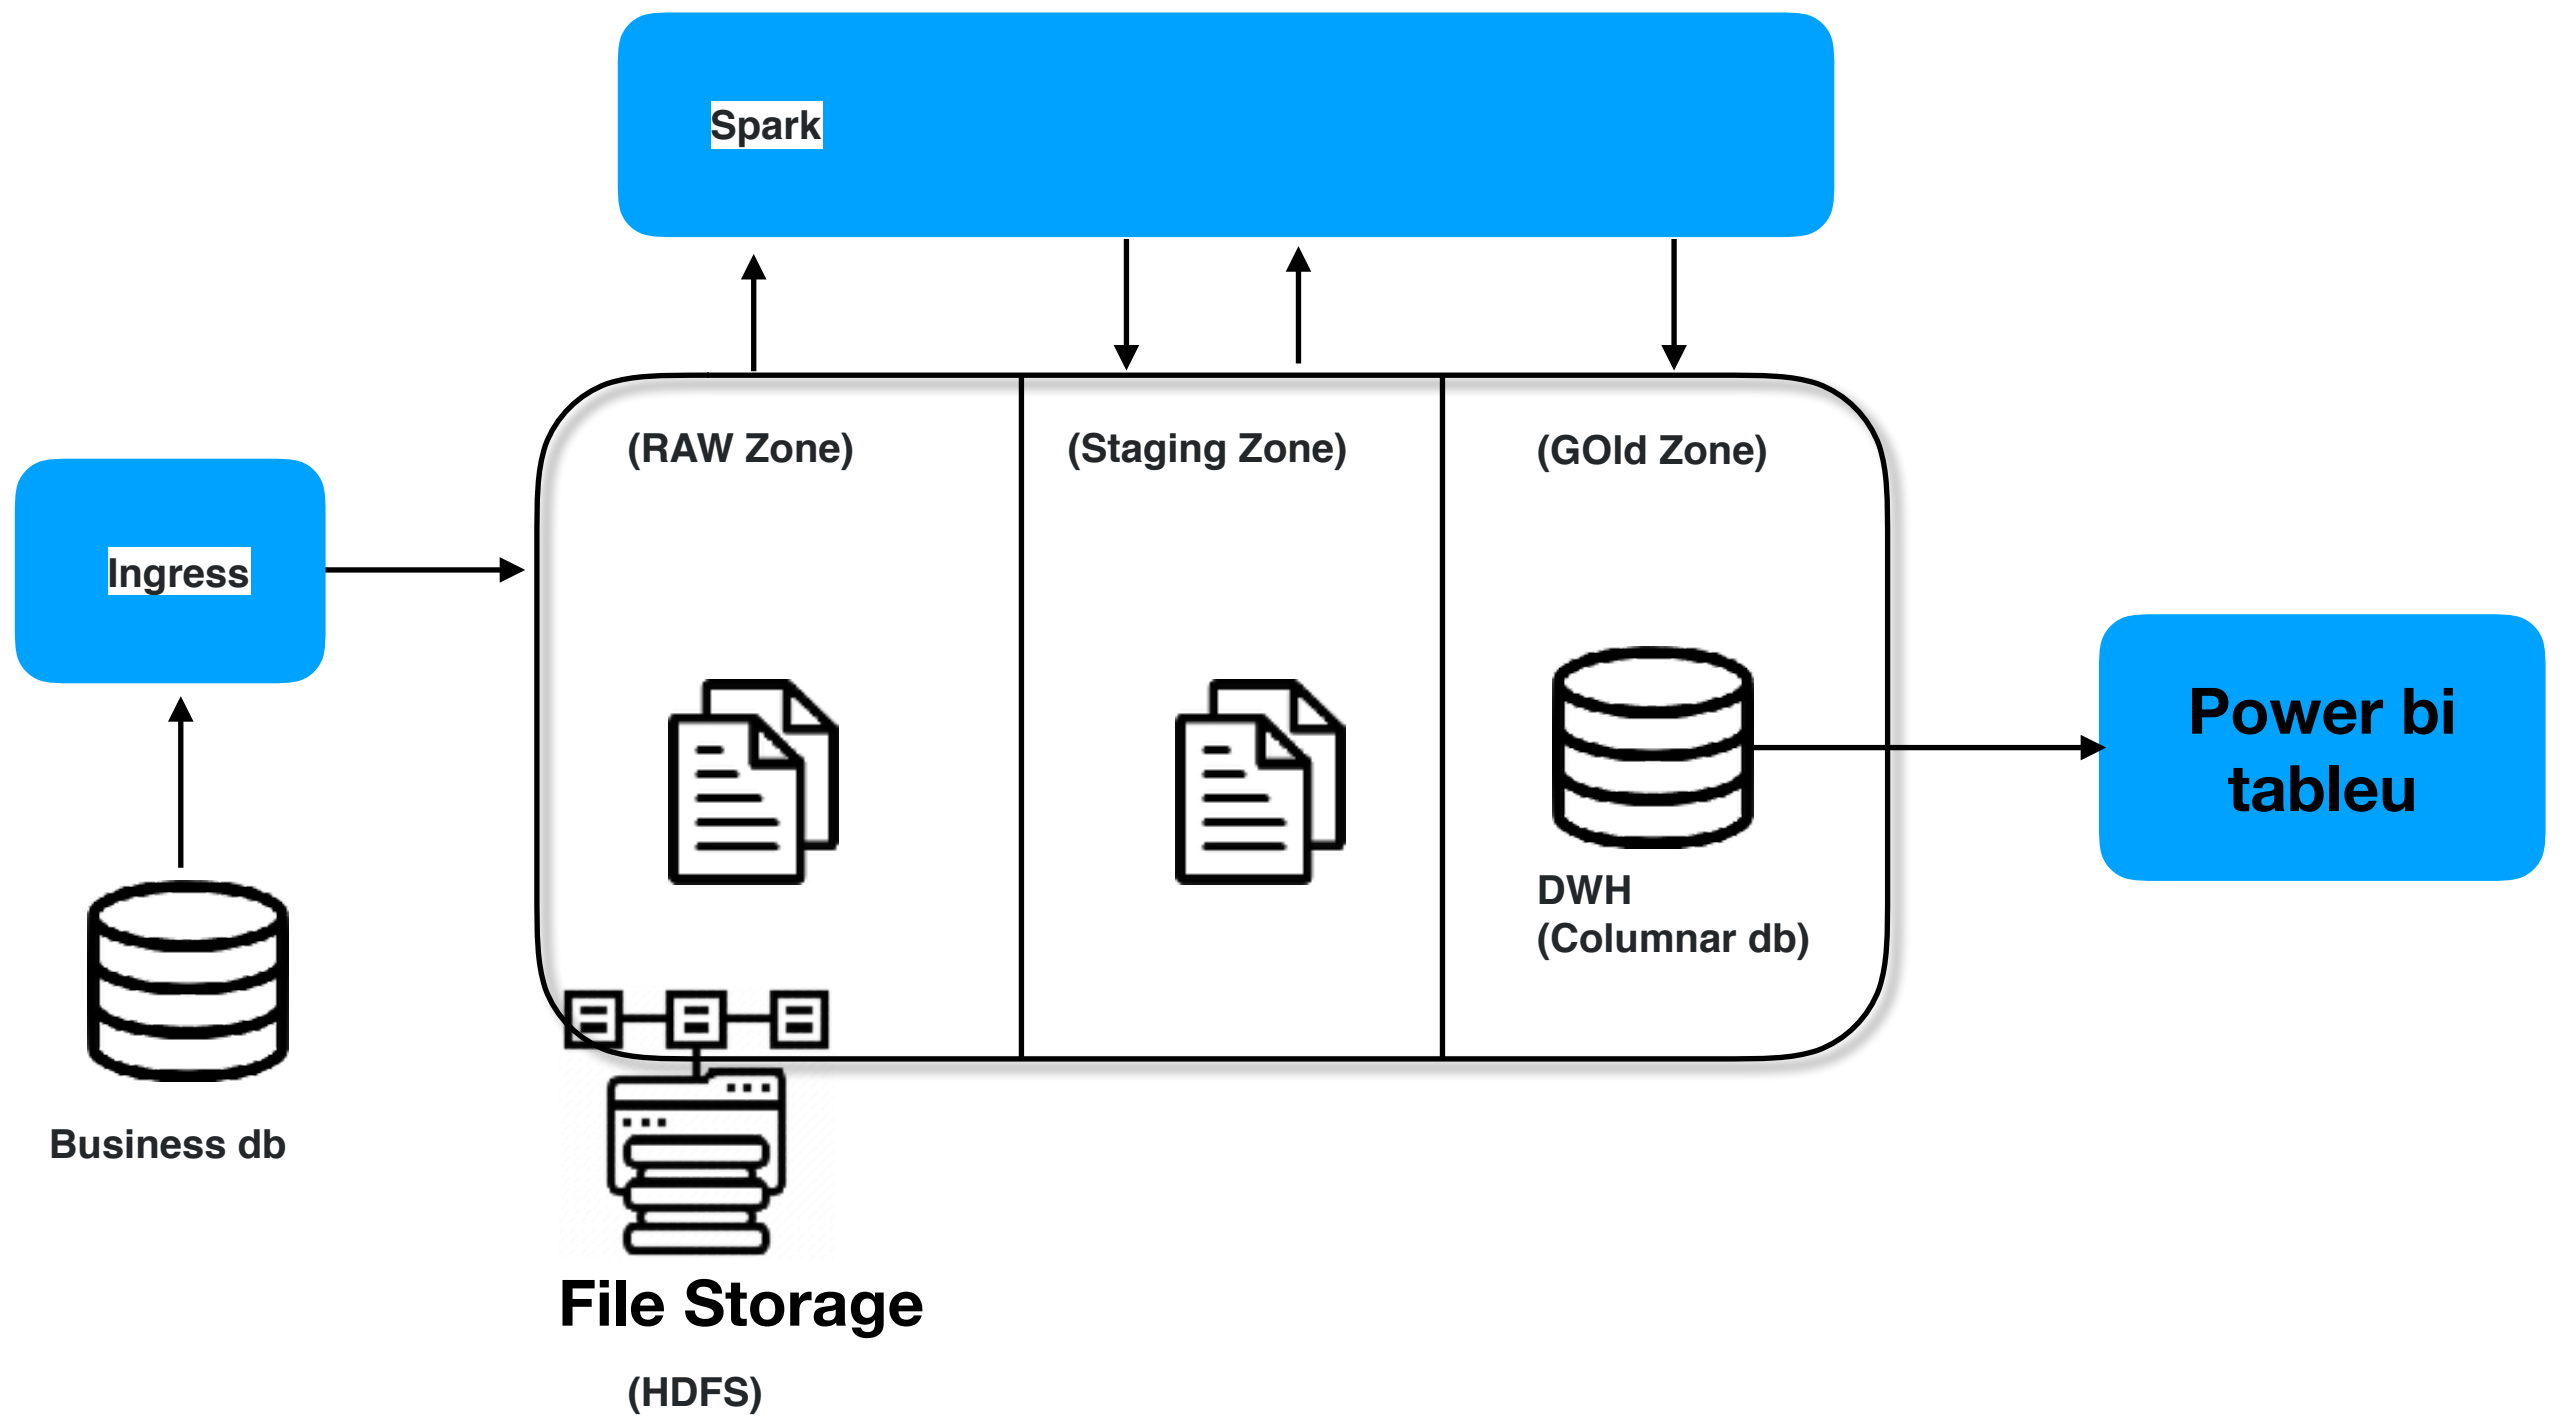 Spark
(RAW Zone)
(Staging Zone)
(GOld Zone)
Ingress
Power bi
tableu
DWH
(Columnar db)
Business db
File Storage
(HDFS)